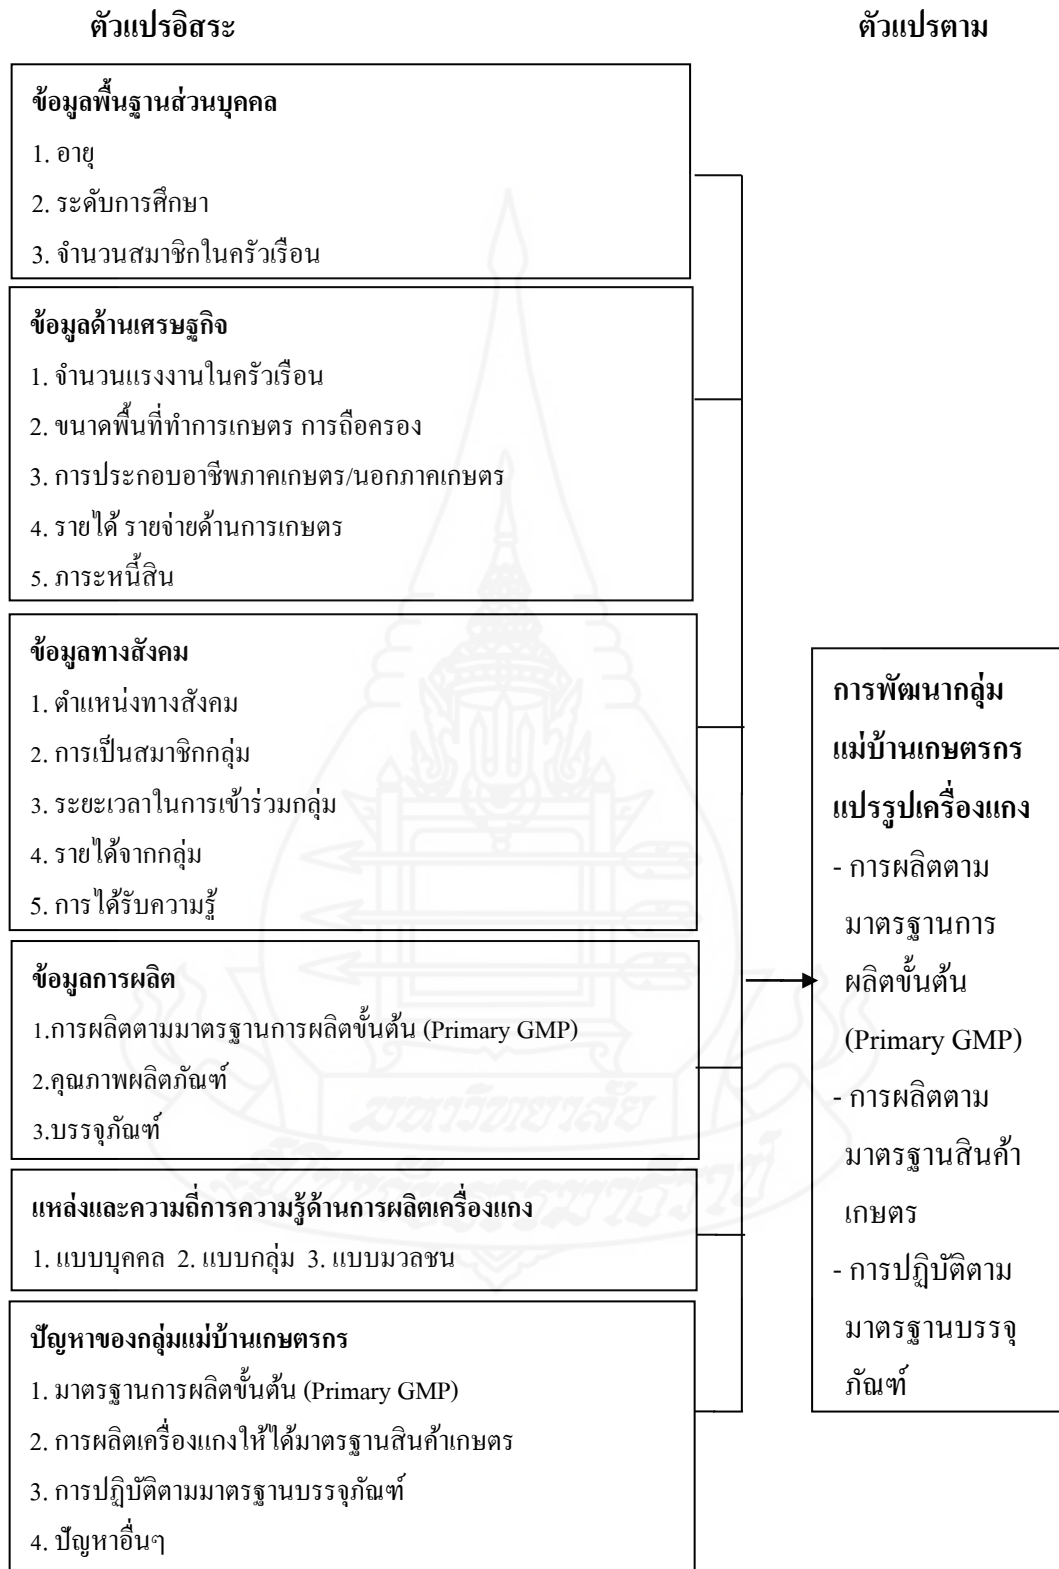 ตัวแปรอิสระ
ตัวแปรตาม
ข้อมูลพื้นฐานส่วนบุคคล
1. อายุ
2. ระดับการศึกษา
3. จำนวนสมาชิกในครัวเรือน
ข้อมูลด้านเศรษฐกิจ
1. จำนวนแรงงานในครัวเรือน
2. ขนาดพื้นที่ทำการเกษตร การถือครอง
3. การประกอบอาชีพภาคเกษตร/นอกภาคเกษตร
4. รายได้ รายจ่ายด้านการเกษตร
5. ภาระหนี้สิน
ข้อมูลทางสังคม
1. ตำแหน่งทางสังคม
2. การเป็นสมาชิกกลุ่ม
3. ระยะเวลาในการเข้าร่วมกลุ่ม
4. รายได้จากกลุ่ม
5. การได้รับความรู้
ข้อมูลการผลิต
1.การผลิตตามมาตรฐานการผลิตขั้นต้น (Primary GMP)
2.คุณภาพผลิตภัณฑ์
3.บรรจุภัณฑ์
แหล่งและความถี่การความรู้ด้านการผลิตเครื่องแกง
1. แบบบุคคล 2. แบบกลุ่ม 3. แบบมวลชน
ปัญหาของกลุ่มแม่บ้านเกษตรกร
1. มาตรฐานการผลิตขั้นต้น (Primary GMP)
2. การผลิตเครื่องแกงให้ได้มาตรฐานสินค้าเกษตร
3. การปฏิบัติตามมาตรฐานบรรจุภัณฑ์
4. ปัญหาอื่นๆ
การพัฒนากลุ่ม
แม่บ้านเกษตรกร
แปรรูปเครื่องแกง
- การผลิตตาม
มาตรฐานการ
ผลิตขั้นต้น
(Primary GMP)
- การผลิตตาม
มาตรฐานสินค้า
เกษตร
- การปฏิบัติตาม
มาตรฐานบรรจุ
ภัณฑ์
มหาวิทยาลัย
สุโขทัยธรรมาธิราช